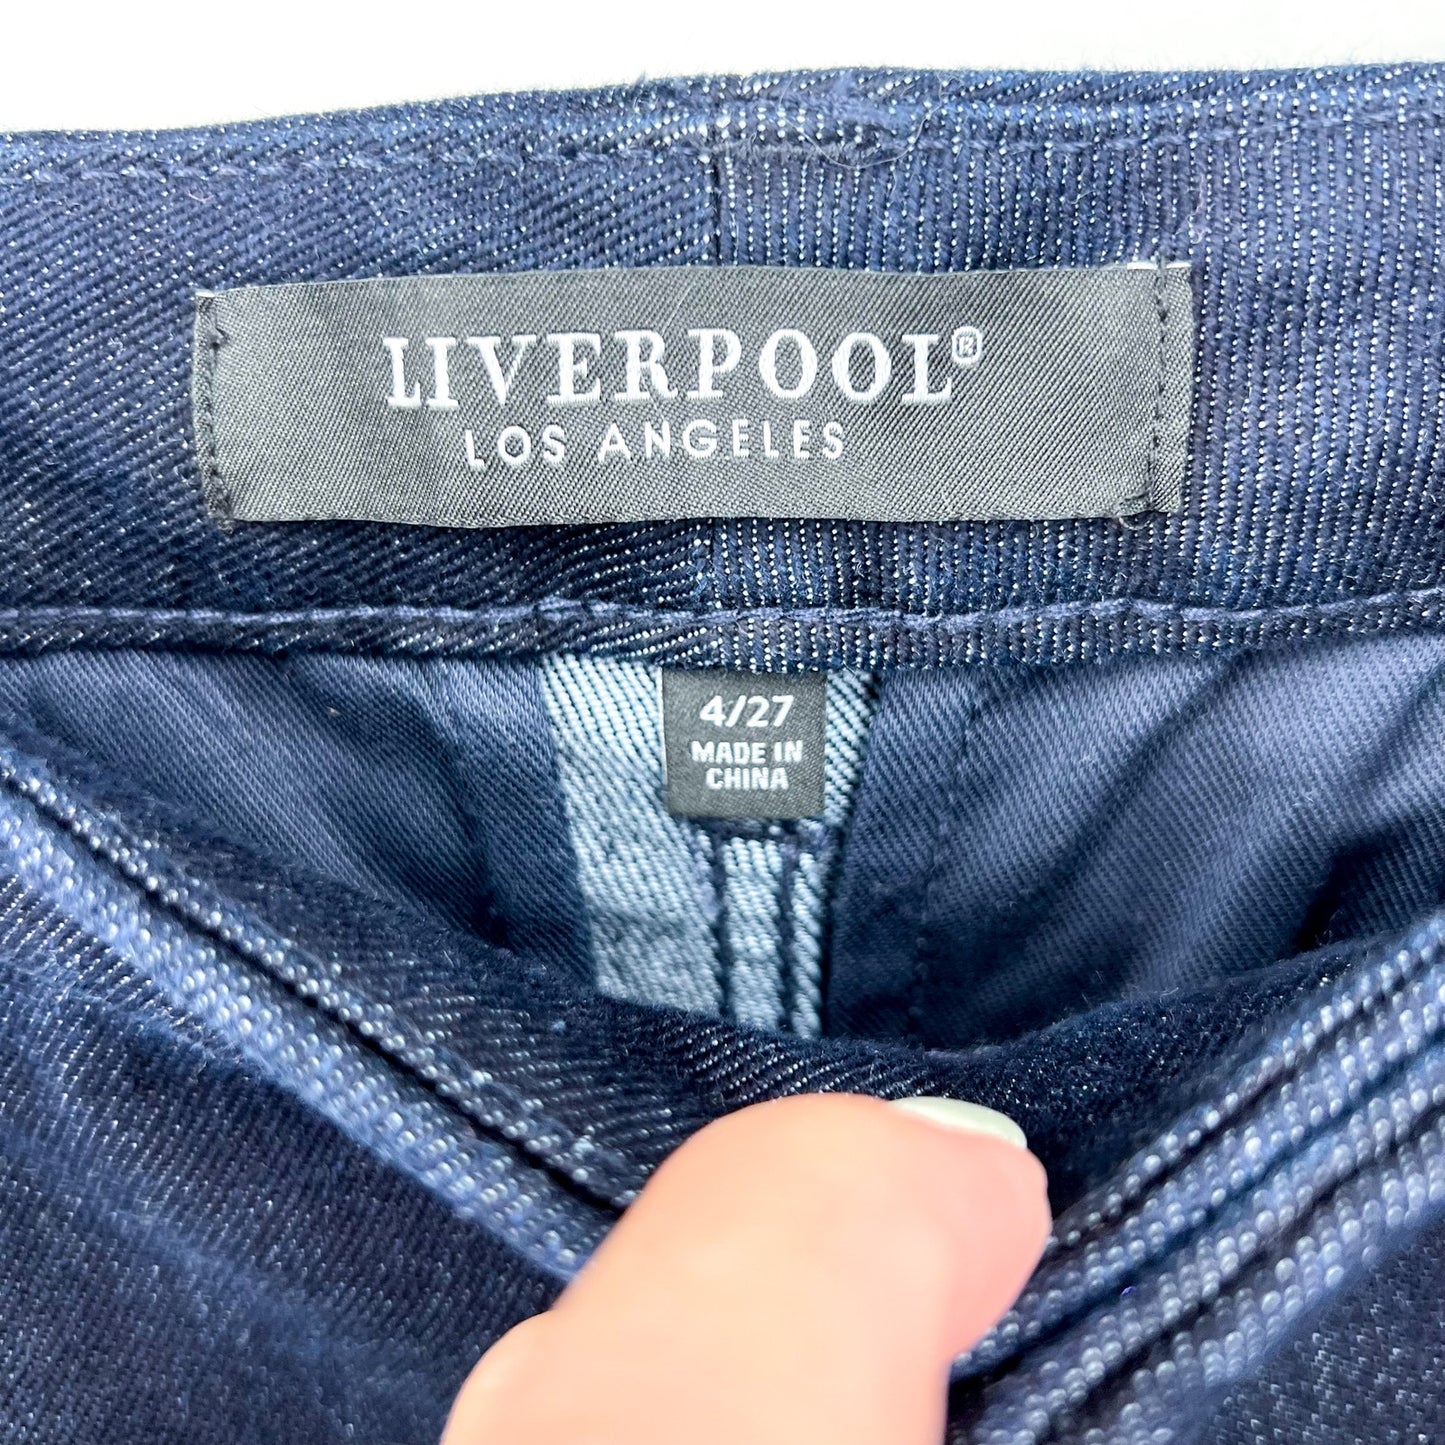 LIVERPOOL®
LOS ANGELES
4/27
MADE IN
CHINA